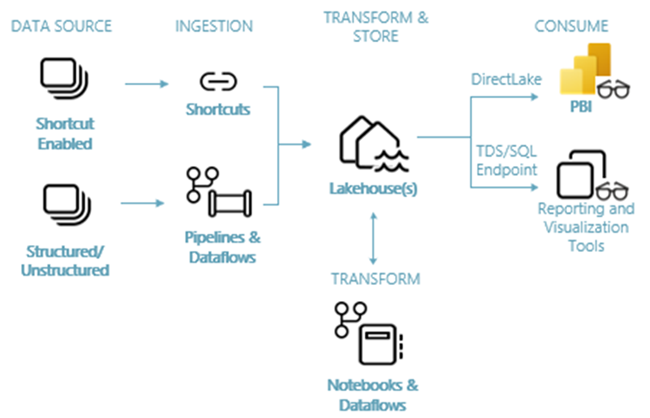 DATA SOURCE
INGESTION
TRANSFORM &
STORE
CONSUME
Shortcut
Enabled
Shortcuts
DirectLake
PBI
Structured/
Unstructured
Pipelines &
Dataflows
Lakehouse(s)
TDS/SQL
Endpoint
Reporting and
Visualization
Tools
TRANSFORM
Notebooks &
Dataflows